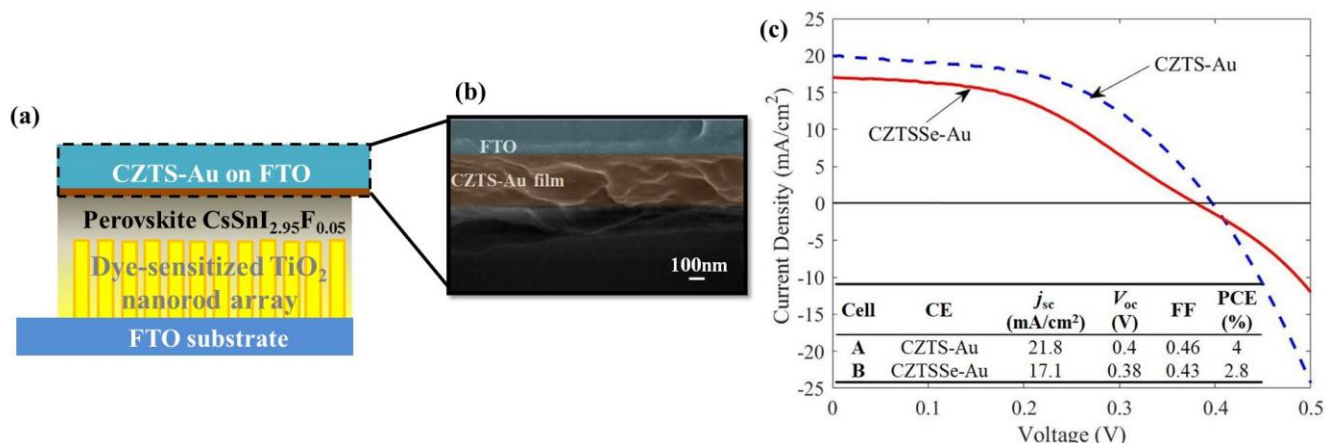 (a)
CZTS-Au on FTO
Perovskite CsSnI2.95F0.05
Dye-sensitized TiO2
nanorod array
FTO substrate
(b)
FTO
CZTS-Au film
100nm
(c)
Current Density (mA/cm2)
25
20
15
10
5
0
-5
-10
-15
-20
-25
CZTS-Au
CZTSSe-Au
Cell CE jsc (mA/cm2) Voc (V) FF PCE (%)
A CZTS-Au 21.8 0.4 0.46 4
B CZTSSe-Au 17.1 0.38 0.43 2.8
0 0.1 0.2 0.3 0.4 0.5
Voltage (V)